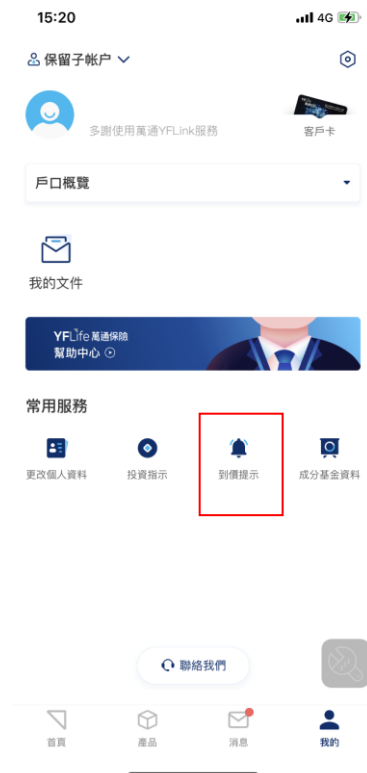 15:20
4G
保留子帐户
多謝使用萬通YFLink服務
客戶卡
戶口概覽
我的文件
YFLife 萬通保險
幫助中心
常用服務
更改個人資料
投資指示
到價提示
成分基金資料
聯絡我們
首頁
產品
消息
我的